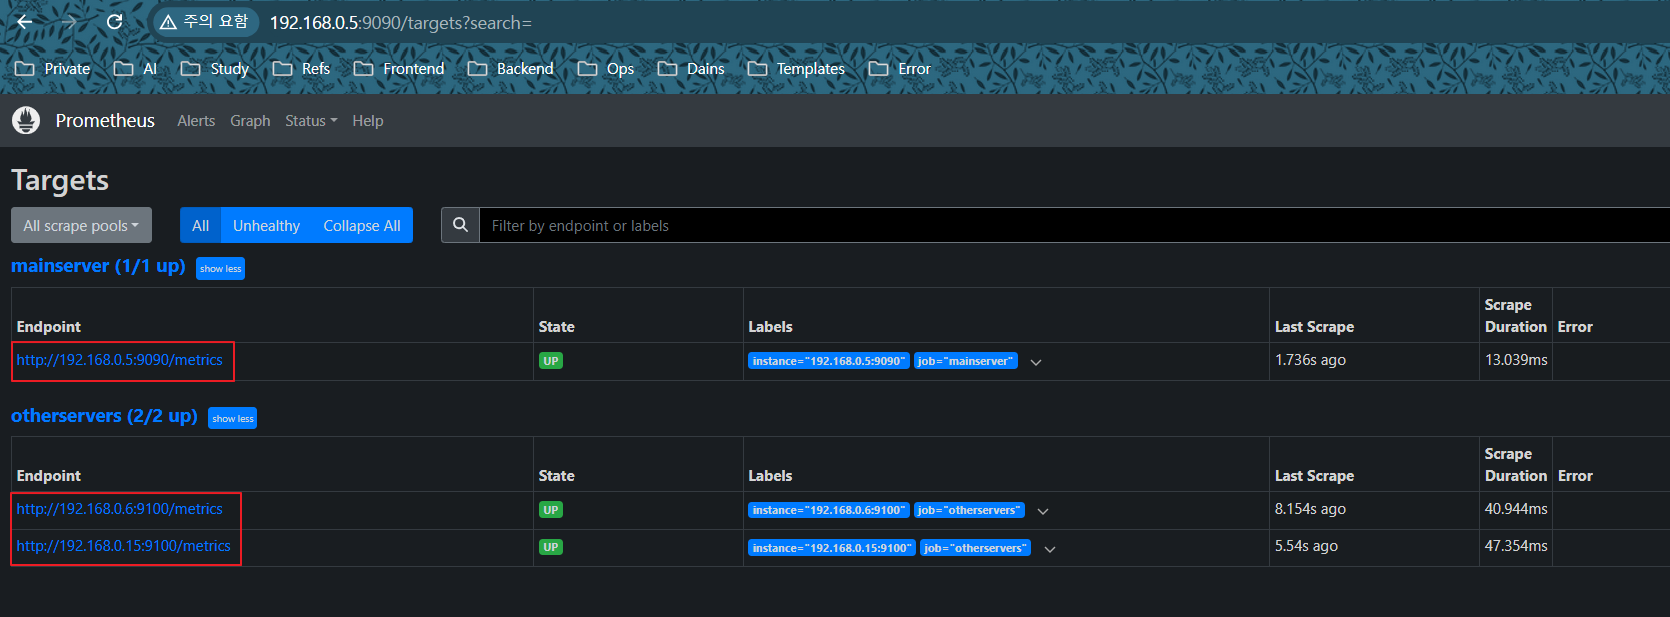 주의 요함 192.168.0.5:9090/targets?search=
Private AI Study Refs Frontend Backend Ops Dains Templates Error
Prometheus Alerts Graph Status Help
Targets
All scrape pools All Unhealthy Collapse All Filter by endpoint or labels
mainserver (1/1 up) show less
Endpoint State Labels Last Scrape Scrape Duration Error
http://192.168.0.5:9090/metrics UP instance="192.168.0.5:9090" job="mainserver" 1.736s ago 13.039ms
otherservers (2/2 up) show less
Endpoint State Labels Last Scrape Scrape Duration Error
http://192.168.0.6:9100/metrics UP instance="192.168.0.6:9100" job="otherservers" 8.154s ago 40.944ms
http://192.168.0.15:9100/metrics UP instance="192.168.0.15:9100" job="otherservers" 5.54s ago 47.354ms